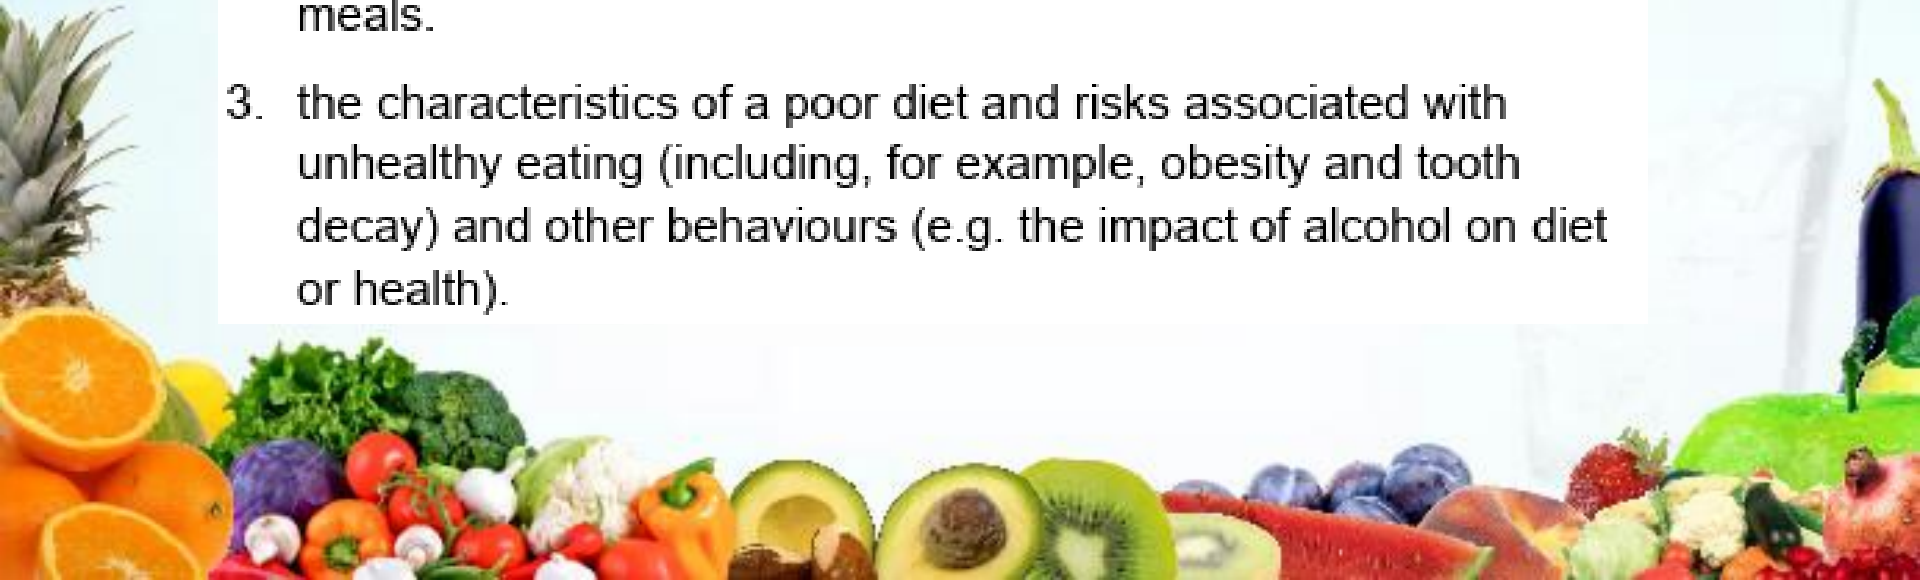 meals.
3. the characteristics of a poor diet and risks associated with
unhealthy eating (including, for example, obesity and tooth
decay) and other behaviours (e.g. the impact of alcohol on diet
or health).